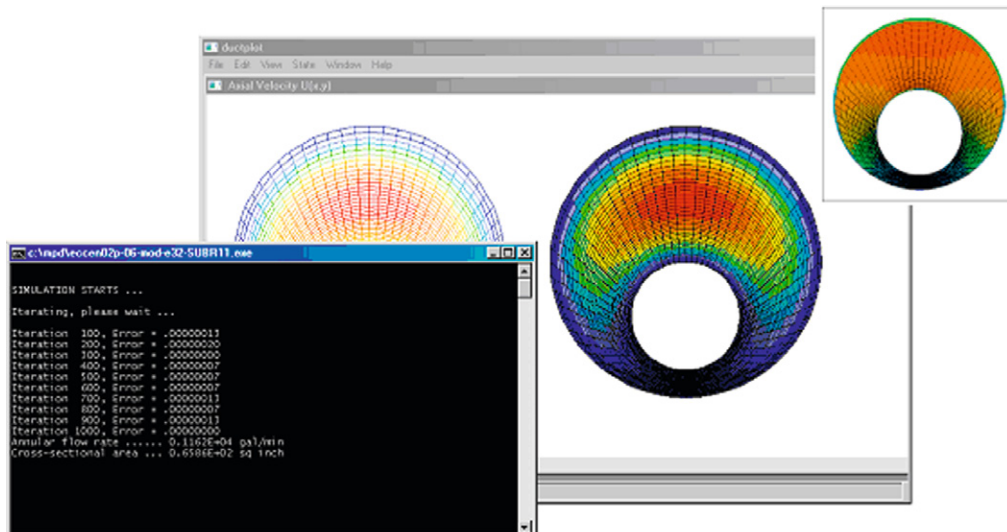 ductplot
File Edit View State Window Help
Axial Velocity U(x,y)
c:\mpd\eccen02p-06-mod-e32-SUBR11.exe
SIMULATION STARTS ...
Iterating, please wait ...
Iteration 100, Error = .00000013
Iteration 200, Error = .00000020
Iteration 300, Error = .00000000
Iteration 400, Error = .00000007
Iteration 500, Error = .00000007
Iteration 600, Error = .00000007
Iteration 700, Error = .00000013
Iteration 800, Error = .00000007
Iteration 900, Error = .00000013
Iteration 1000, Error = .00000000
Annular flow rate ...... 0.1162E+04 gal/min
Cross-sectional area ... 0.6586E+02 sq inch